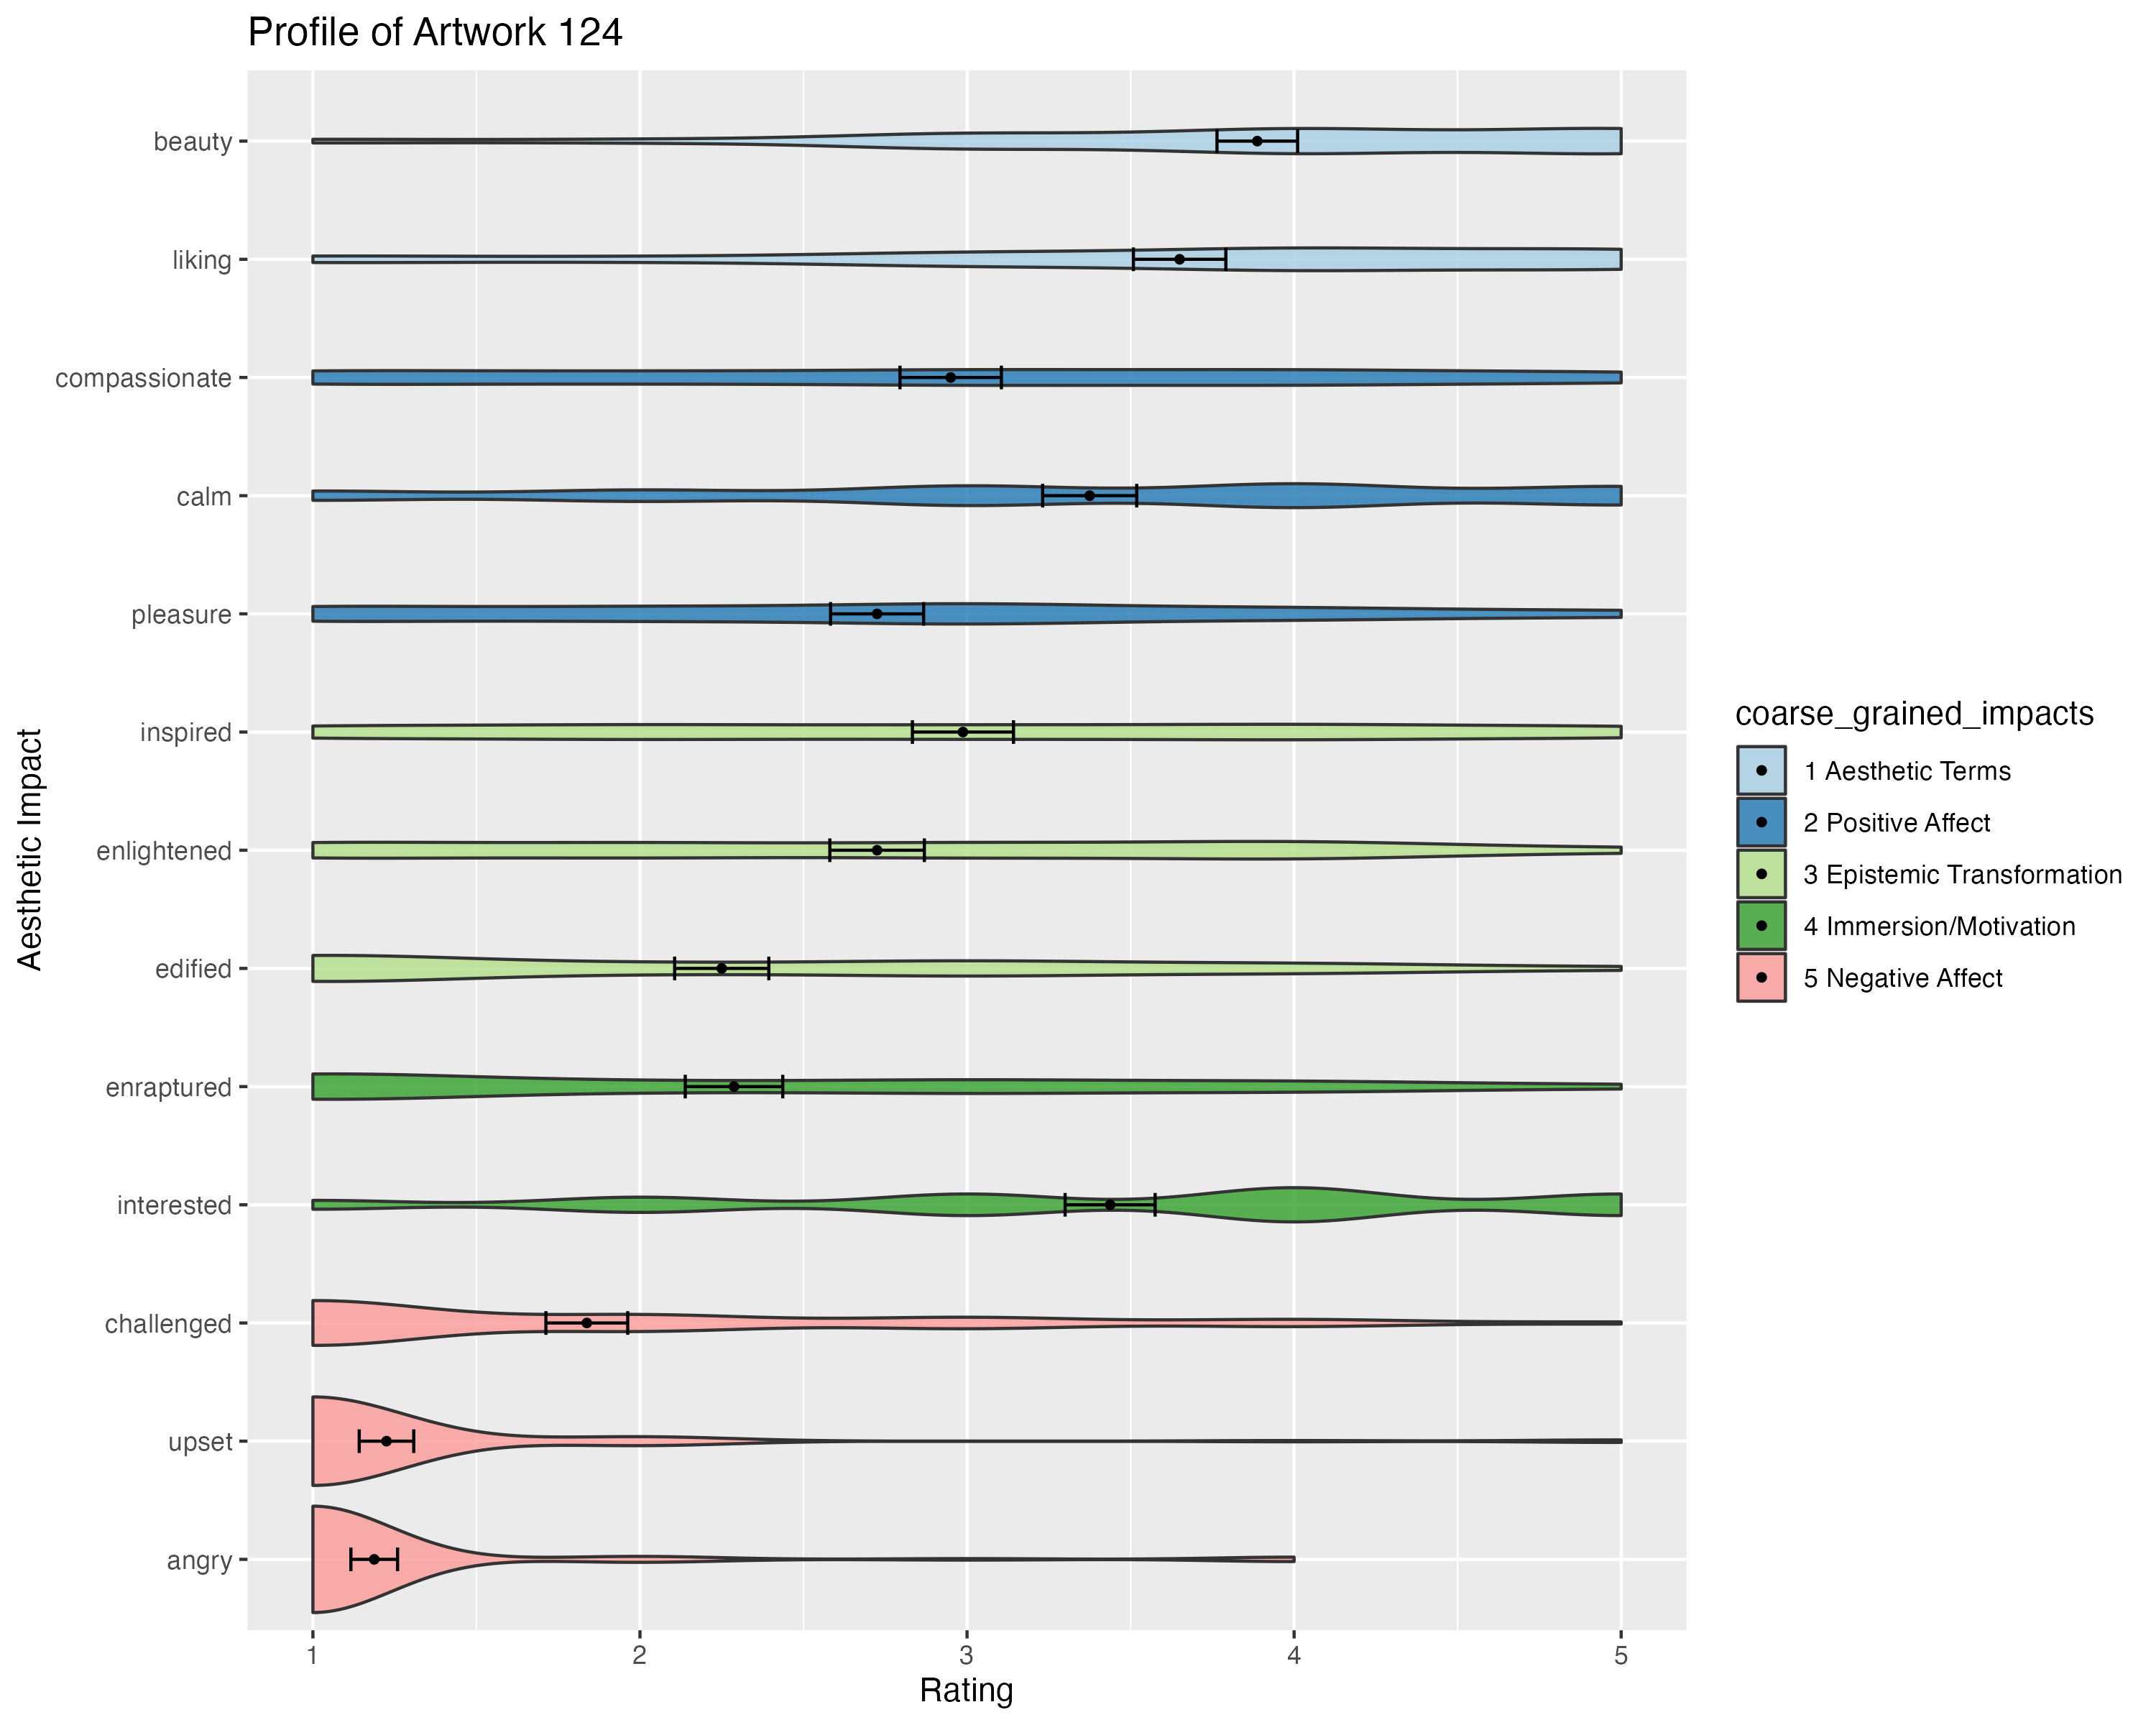 Profile of Artwork 124
Aesthetic Impact
beauty
liking
compassionate
calm
pleasure
inspired
enlightened
edified
enraptured
interested
challenged
upset
angry
1 2 3 4 5
Rating
coarse_grained_impacts
1 Aesthetic Terms
2 Positive Affect
3 Epistemic Transformation
4 Immersion/Motivation
5 Negative Affect